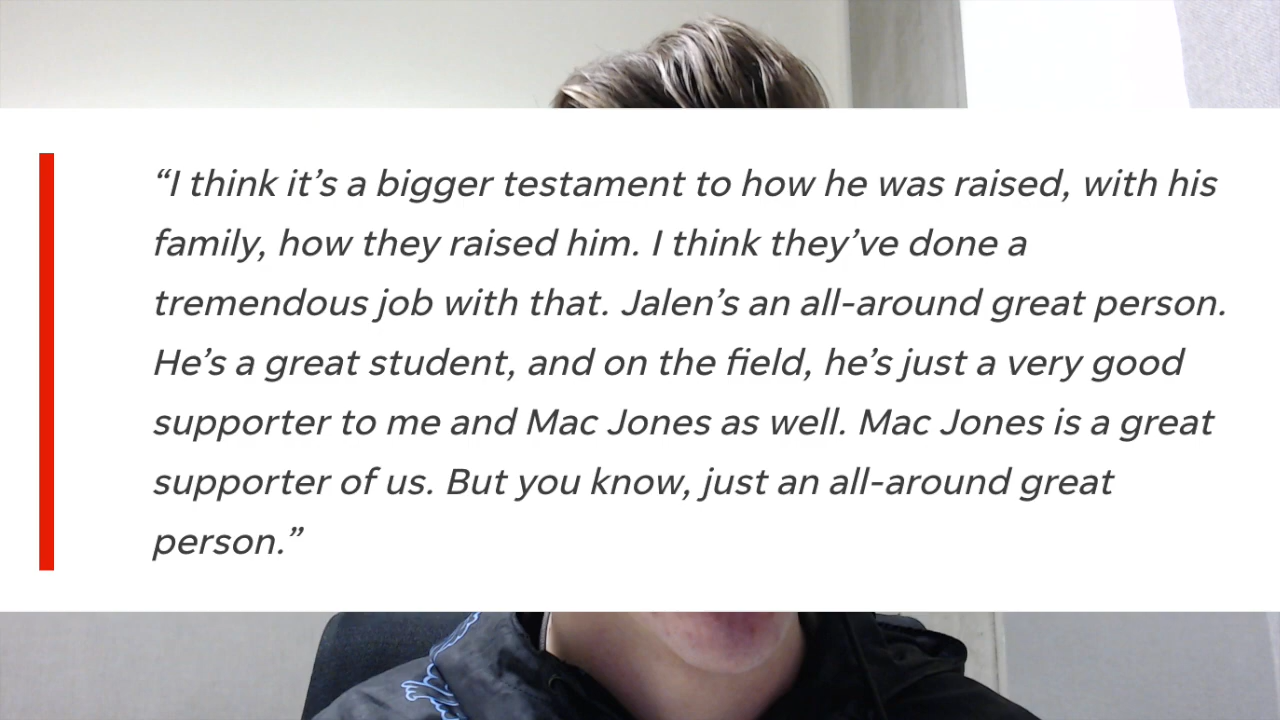 “I think it’s a bigger testament to how he was raised, with his
family, how they raised him. I think they’ve done a
tremendous job with that. Jalen’s an all-around great person.
He’s a great student, and on the field, he’s just a very good
supporter to me and Mac Jones as well. Mac Jones is a great
supporter of us. But you know, just an all-around great
person.”